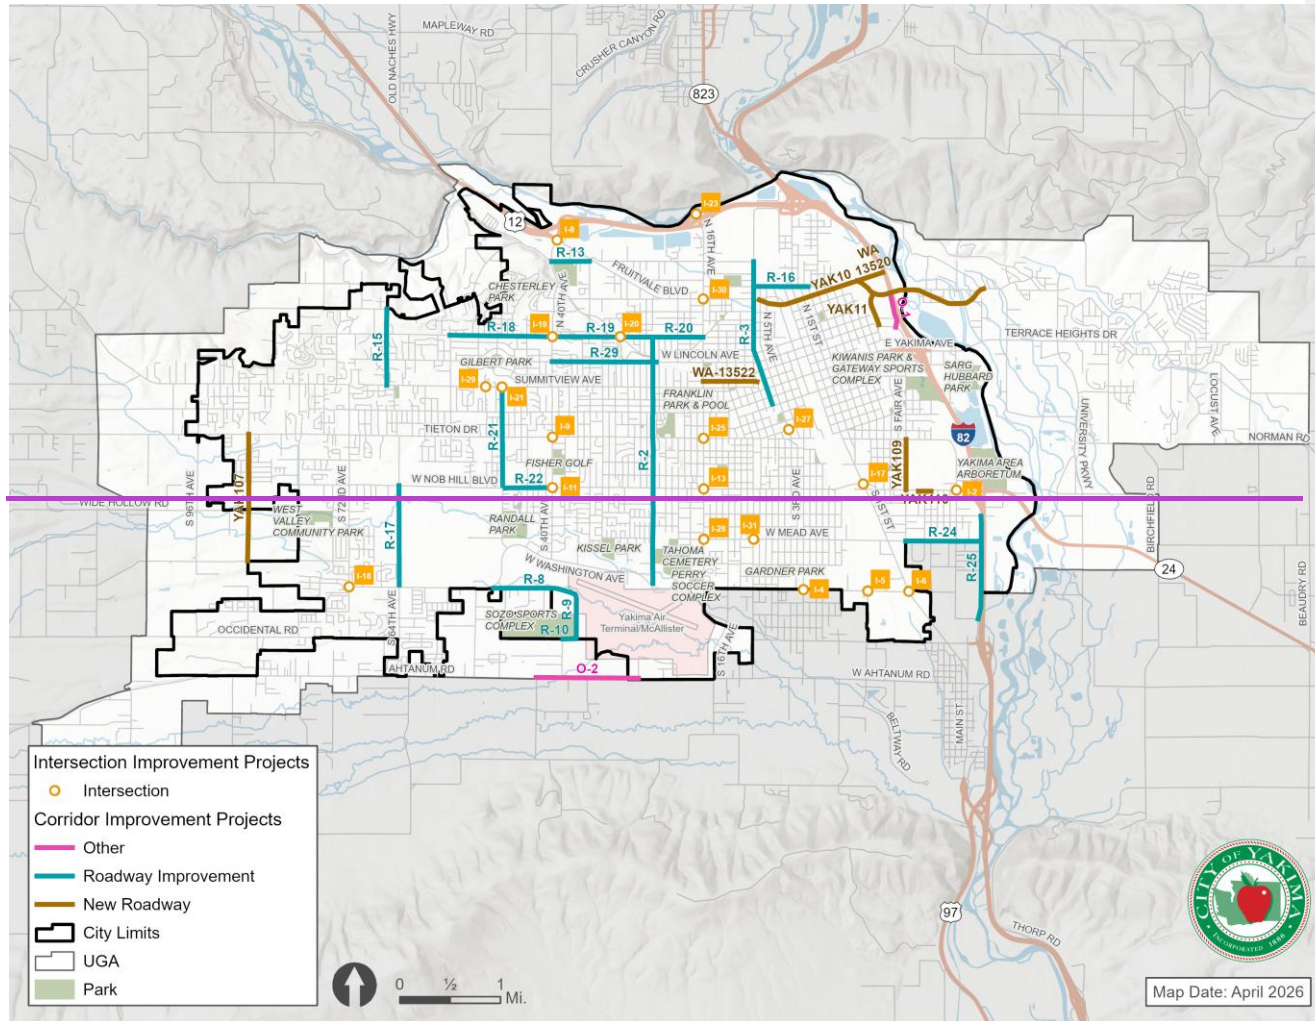 MAPLEWAY RD
CRUSHER CANYON RD
OLD NACHES HWY
823
12
I-23
I-8
N 16TH AVE
R-13
FRUITVALE BLVD
N 40TH AVE
CHESTERLEY
PARK
I-30
R-16
YAK10
WA
13520
YAK11
R-15
R-18
I-19
R-19
I-20
R-20
R-3
N 5TH AVE
N 1ST ST
TERRACE HEIGHTS DR
E YAKIMA AVE
R-29
W LINCOLN AVE
GILBERT PARK
KIWANIS PARK &
GATEWAY SPORTS
COMPLEX
SARG
HUBBARD
PARK
WA-13522
I-29
SUMMITVIEW AVE
I-21
FRANKLIN
PARK & POOL
S FAIR AVE
LOCUST AVE
UNIVERSITY PKWY
TIETON DR
R-21
I-9
I-25
I-27
82
NORMAN RD
R-2
FISHER GOLF
YAK109
YAKIMA AREA
ARBORETUM
W NOB HILL BLVD
R-22
I-11
I-13
I-17
I-2
WIDE HOLLOW RD
S 96TH AVE
YAK107
S 72ND AVE
S 3RD AVE
S 1ST ST
YAK110
BIRCHFIELD RD
WEST
VALLEY
COMMUNITY PARK
R-17
RANDALL
PARK
S 40TH AVE
KISSEL PARK
I-28
I-31
W MEAD AVE
R-24
TAHOMA
CEMETERY
W WASHINGTON AVE
PERRY
SOCCER
COMPLEX
GARDNER PARK
R-25
24
BEAUDRY RD
I-18
R-8
I-4
I-5
I-6
S 64TH AVE
SOZO SPORTS
COMPLEX
R-9
R-10
Yakima Air
Terminal/McAllister
OCCIDENTAL RD
S 16TH AVE
AHTANUM RD
O-2
W AHTANUM RD
BELTWAY RD
MAIN ST
97
THORP RD
Intersection Improvement Projects
Intersection
Corridor Improvement Projects
Other
Roadway Improvement
New Roadway
City Limits
UGA
Park
0 ½ 1
Mi.
CITY OF YAKIMA
INCORPORATED 1886
Map Date: April 2026